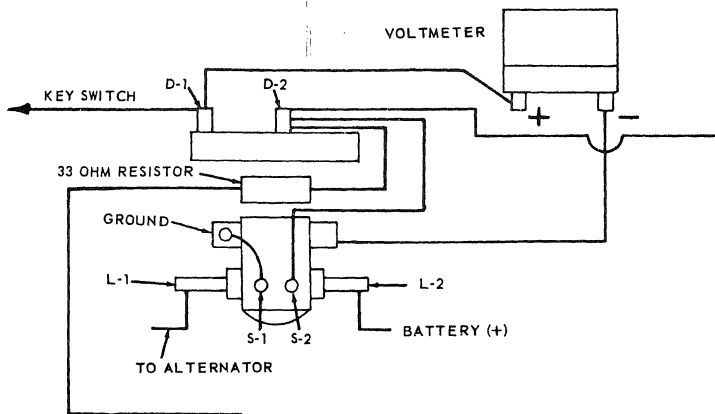 VOLTMETER
D-1
D-2
KEY SWITCH
+
−
33 OHM RESISTOR
GROUND
L-1
L-2
S-1
S-2
BATTERY (+)
TO ALTERNATOR